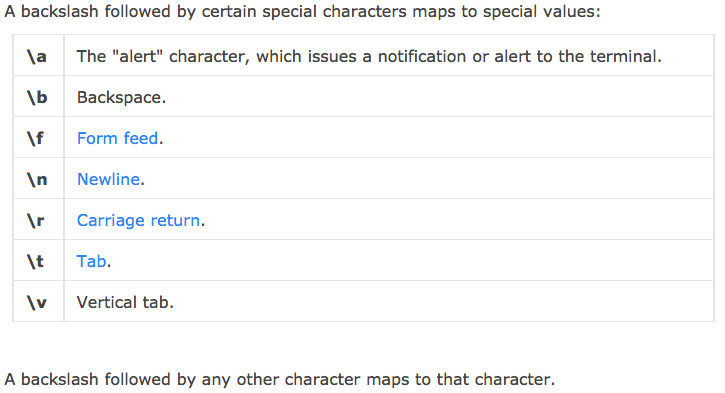 A backslash followed by certain special characters maps to special values:
\a The "alert" character, which issues a notification or alert to the terminal.
\b Backspace.
\f Form feed.
\n Newline.
\r Carriage return.
\t Tab.
\v Vertical tab.
A backslash followed by any other character maps to that character.